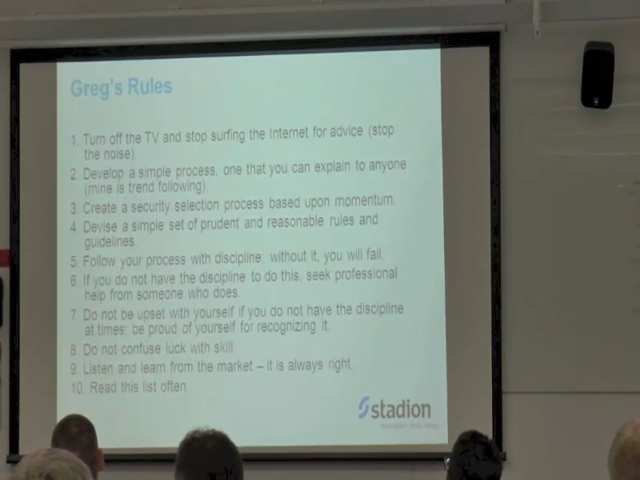 Greg's Rules
1. Turn off the TV and stop surfing the Internet for advice (stop
the noise).
2. Develop a simple process, one that you can explain to anyone
(mine is trend following).
3. Create a security selection process based upon momentum.
4. Devise a simple set of prudent and reasonable rules and
guidelines.
5. Follow your process with discipline; without it, you will fail.
6. If you do not have the discipline to do this, seek professional
help from someone who does.
7. Do not be upset with yourself if you do not have the discipline
at times; be proud of yourself for recognizing it.
8. Do not confuse luck with skill.
9. Listen and learn from the market – it is always right.
10. Read this list often.
stadion